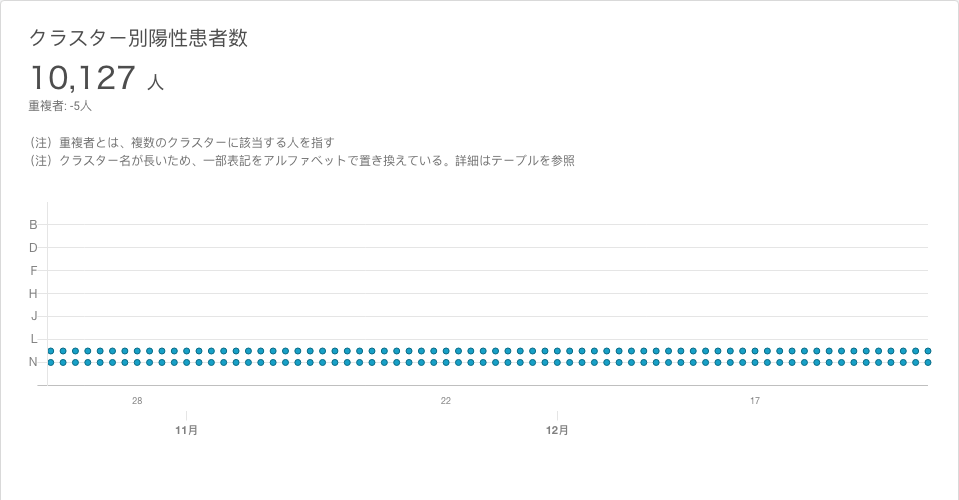 クラスター別陽性患者数
10,127 人
重複者: -5人
（注）重複者とは、複数のクラスターに該当する人を指す
（注）クラスター名が長いため、一部表記をアルファベットで置き換えている。詳細はテーブルを参照
B
D
F
H
J
L
N
28 22 17
11月 12月